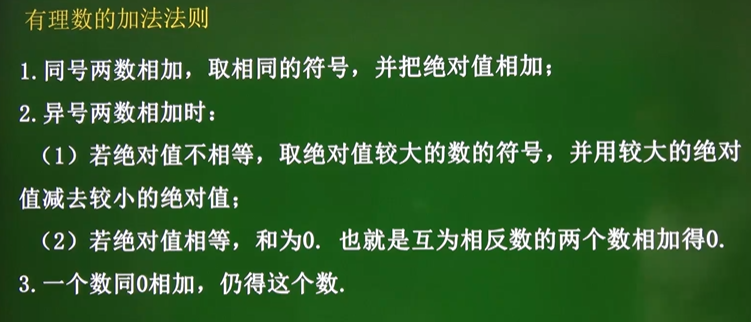 有理数的加法法则
1.同号两数相加，取相同的符号，并把绝对值相加；
2.异号两数相加时：
（1）若绝对值不相等，取绝对值较大的数的符号，并用较大的绝对
值减去较小的绝对值；
（2）若绝对值相等，和为0. 也就是互为相反数的两个数相加得0.
3.一个数同0相加，仍得这个数.